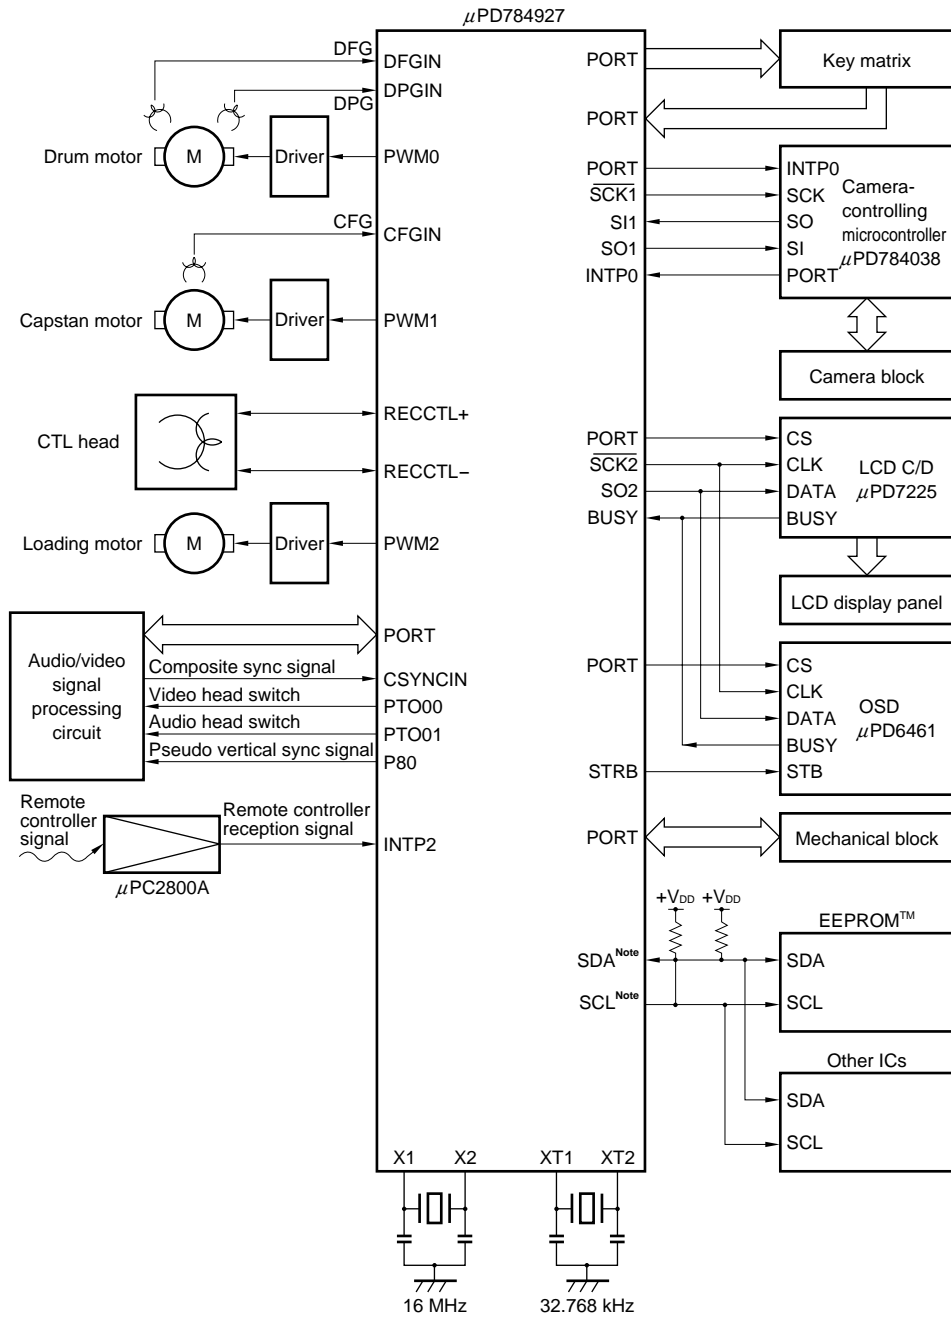 µPD784927
DFG
DFGIN
DPGIN
DPG
Drum motor
M
Driver
PWM0
CFG
CFGIN
Capstan motor
M
Driver
PWM1
CTL head
RECCTL+
RECCTL−
Loading motor
M
Driver
PWM2
Audio/video
signal
processing
circuit
PORT
Composite sync signal
CSYNCIN
Video head switch
PTO00
Audio head switch
PTO01
Pseudo vertical sync signal
P80
Remote
controller
signal
Remote controller
reception signal
INTP2
µPC2800A
PORT
Key matrix
PORT
PORT
SCK1
SI1
SO1
INTP0
INTP0
SCK
SO
SI
PORT
Camera-
controlling
microcontroller
µPD784038
Camera block
PORT
SCK2
SO2
BUSY
CS
CLK
DATA
BUSY
LCD C/D
µPD7225
LCD display panel
PORT
STRB
CS
CLK
DATA
BUSY
STB
OSD
µPD6461
PORT
Mechanical block
+VDD
+VDD
EEPROM™
SDA Note
SDA
SCL Note
SCL
Other ICs
SDA
SCL
X1
X2
XT1
XT2
16 MHz
32.768 kHz